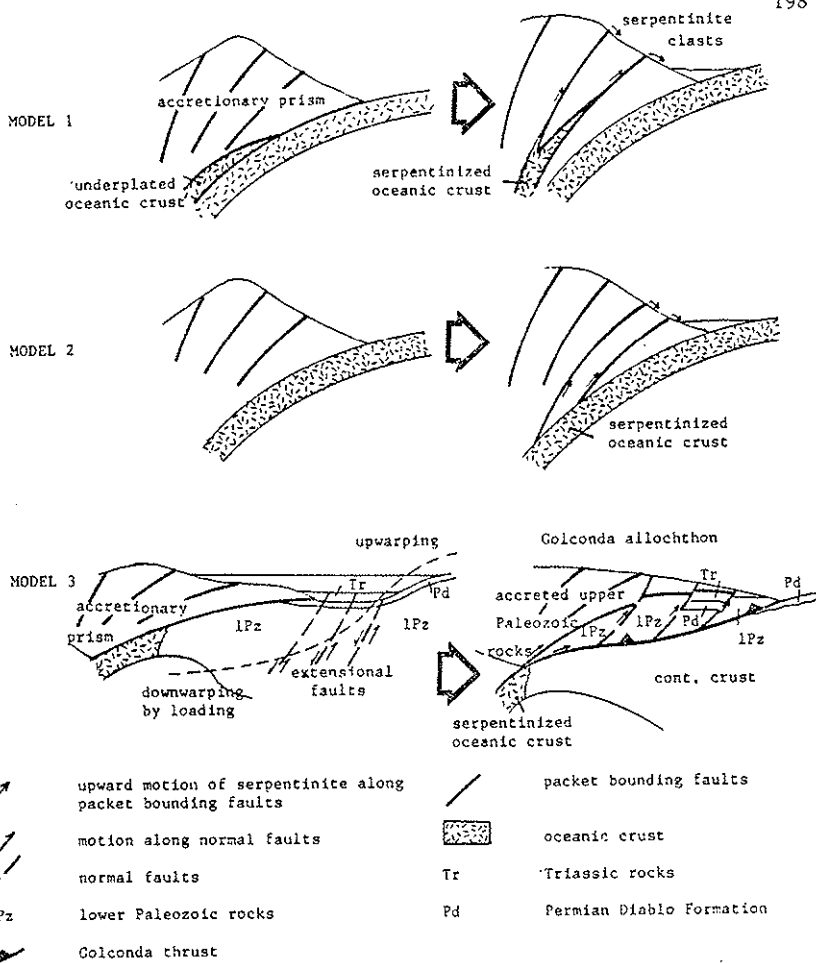 198
serpentinite
clasts
accretionary prism
MODEL 1
underplated
oceanic crust
serpentinized
oceanic crust
MODEL 2
serpentinized
oceanic crust
upwarping
Golconda allochthon
MODEL 3
Tr
Pd
accretionary
prism
lPz
lPz
extensional
faults
downwarping
by loading
Tr
Pd
accreted upper
Paleozoic
rocks
lPz
lPz
Pd
lPz
cont. crust
serpentinized
oceanic crust
upward motion of serpentinite along
packet bounding faults
packet bounding faults
motion along normal faults
oceanic crust
normal faults
Tr Triassic rocks
Pz lower Paleozoic rocks
Pd Permian Diablo Formation
Golconda thrust